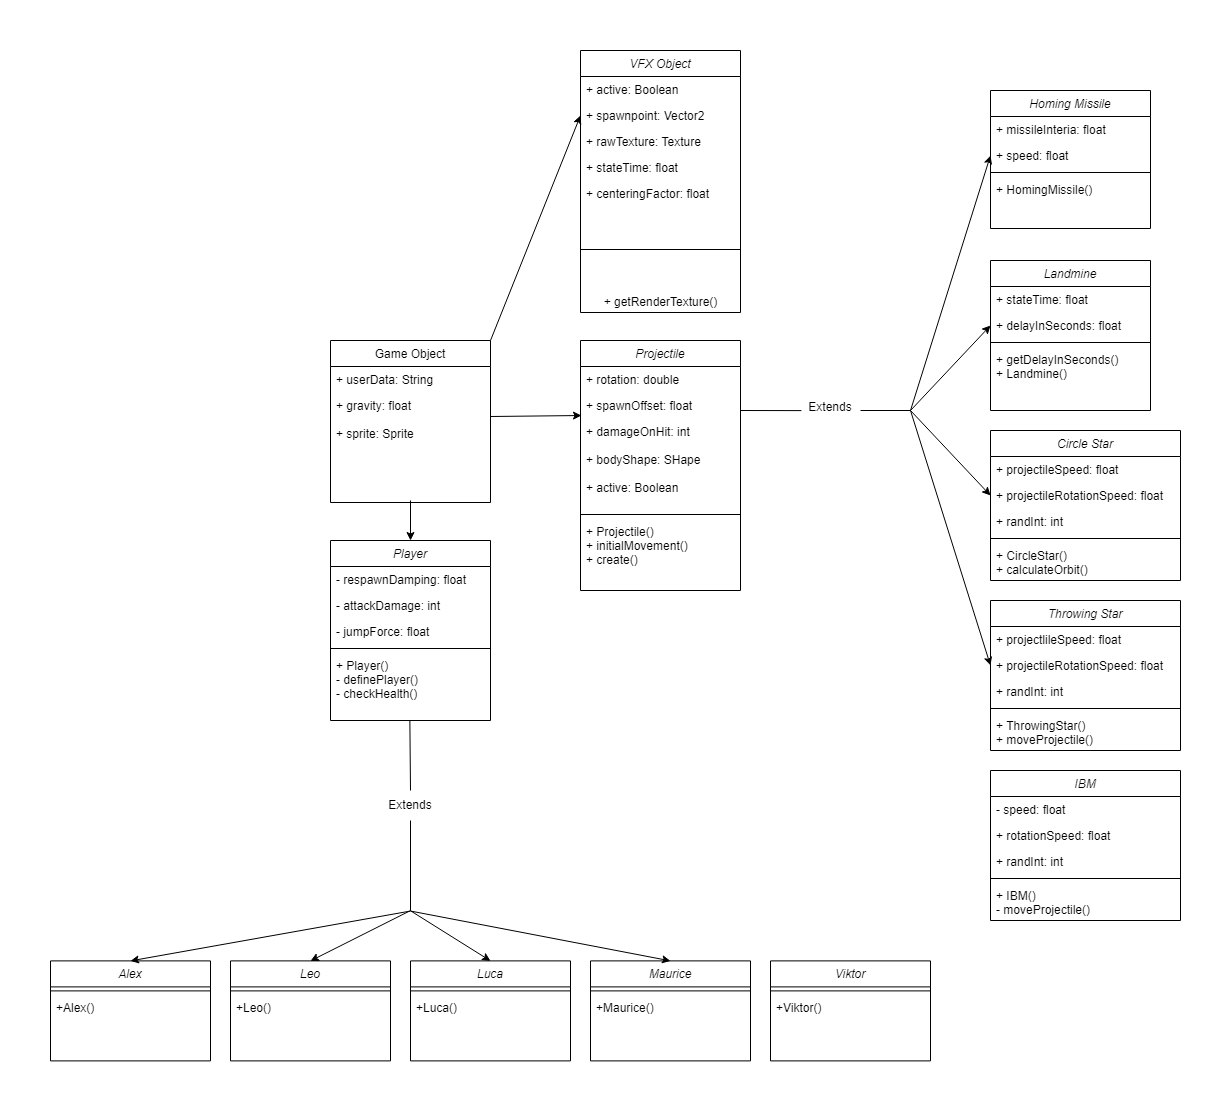 VFX Object
+ active: Boolean
+ spawnpoint: Vector2
+ rawTexture: Texture
+ stateTime: float
+ centeringFactor: float
+ getRenderTexture()
Game Object
+ userData: String
+ gravity: float
+ sprite: Sprite
Projectile
+ rotation: double
+ spawnOffset: float
+ damageOnHit: int
+ bodyShape: SHape
+ active: Boolean
+ Projectile()
+ initialMovement()
+ create()
Extends
Homing Missile
+ missileInteria: float
+ speed: float
+ HomingMissile()
Landmine
+ stateTime: float
+ delayInSeconds: float
+ getDelayInSeconds()
+ Landmine()
Circle Star
+ projectileSpeed: float
+ projectileRotationSpeed: float
+ randInt: int
+ CircleStar()
+ calculateOrbit()
Throwing Star
+ projectlileSpeed: float
+ projectileRotationSpeed: float
+ randInt: int
+ ThrowingStar()
+ moveProjectile()
IBM
- speed: float
+ rotationSpeed: float
+ randInt: int
+ IBM()
- moveProjectile()
Player
- respawnDamping: float
- attackDamage: int
- jumpForce: float
+ Player()
- definePlayer()
- checkHealth()
Extends
Alex
+Alex()
Leo
+Leo()
Luca
+Luca()
Maurice
+Maurice()
Viktor
+Viktor()